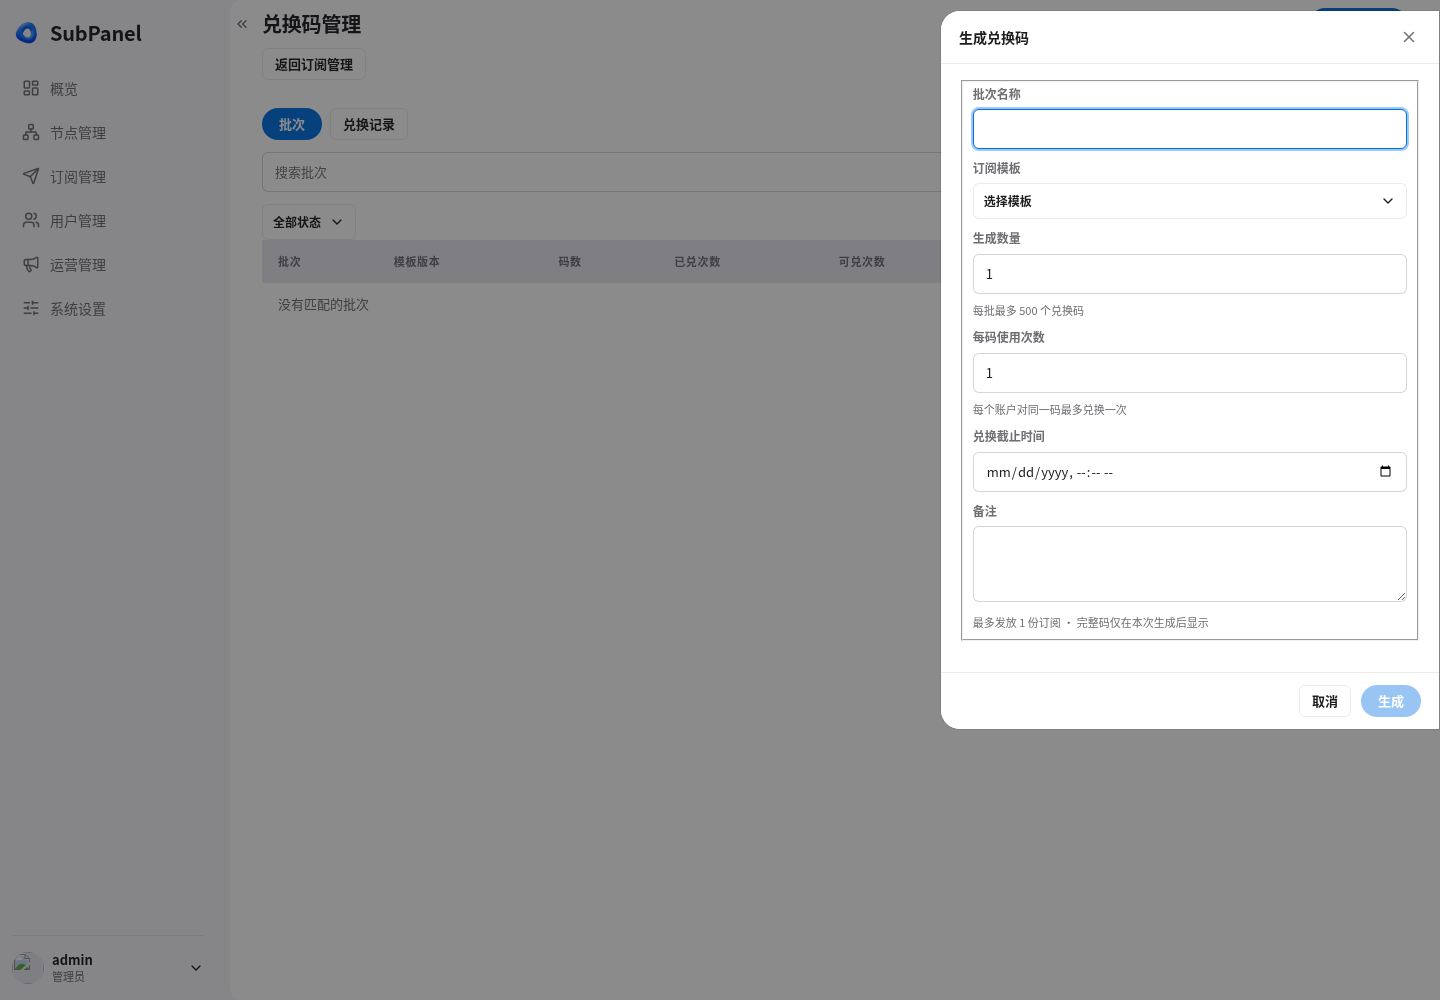 SubPanel
概览
节点管理
订阅管理
用户管理
运营管理
系统设置
admin
管理员
兑换码管理
返回订阅管理
批次
兑换记录
搜索批次
全部状态
批次 模板版本 码数 已兑次数 可兑次数
没有匹配的批次
生成兑换码
批次名称
订阅模板
选择模板
生成数量
1
每批最多 500 个兑换码
每码使用次数
1
每个账户对同一码最多兑换一次
兑换截止时间
mm/dd/yyyy, --:-- --
备注
最多发放 1 份订阅 · 完整码仅在本次生成后显示
取消
生成